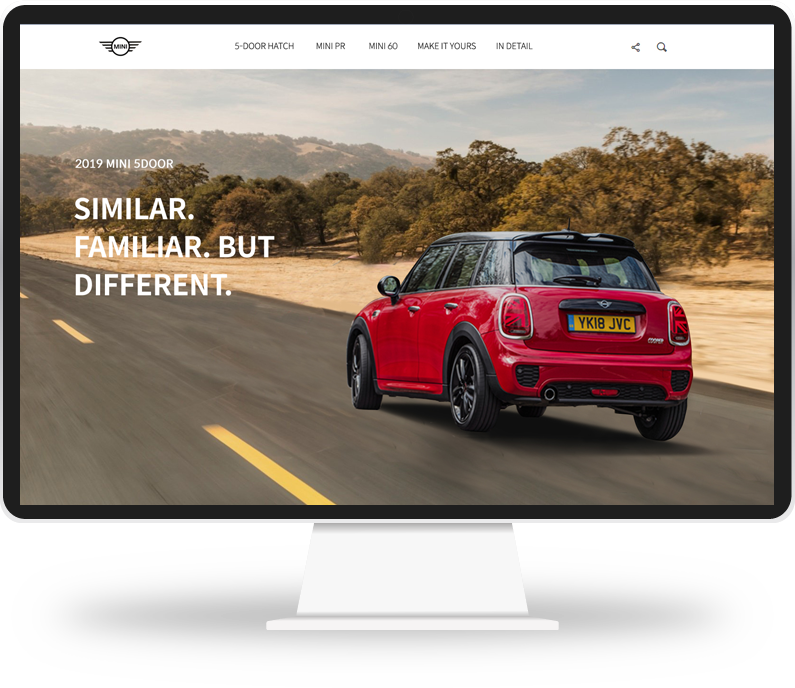 MINI
5-DOOR HATCH
MINI PR
MINI 60
MAKE IT YOURS
IN DETAIL
2019 MINI 5DOOR
SIMILAR.
FAMILIAR. BUT
DIFFERENT.
YK18 JVC
COOPER